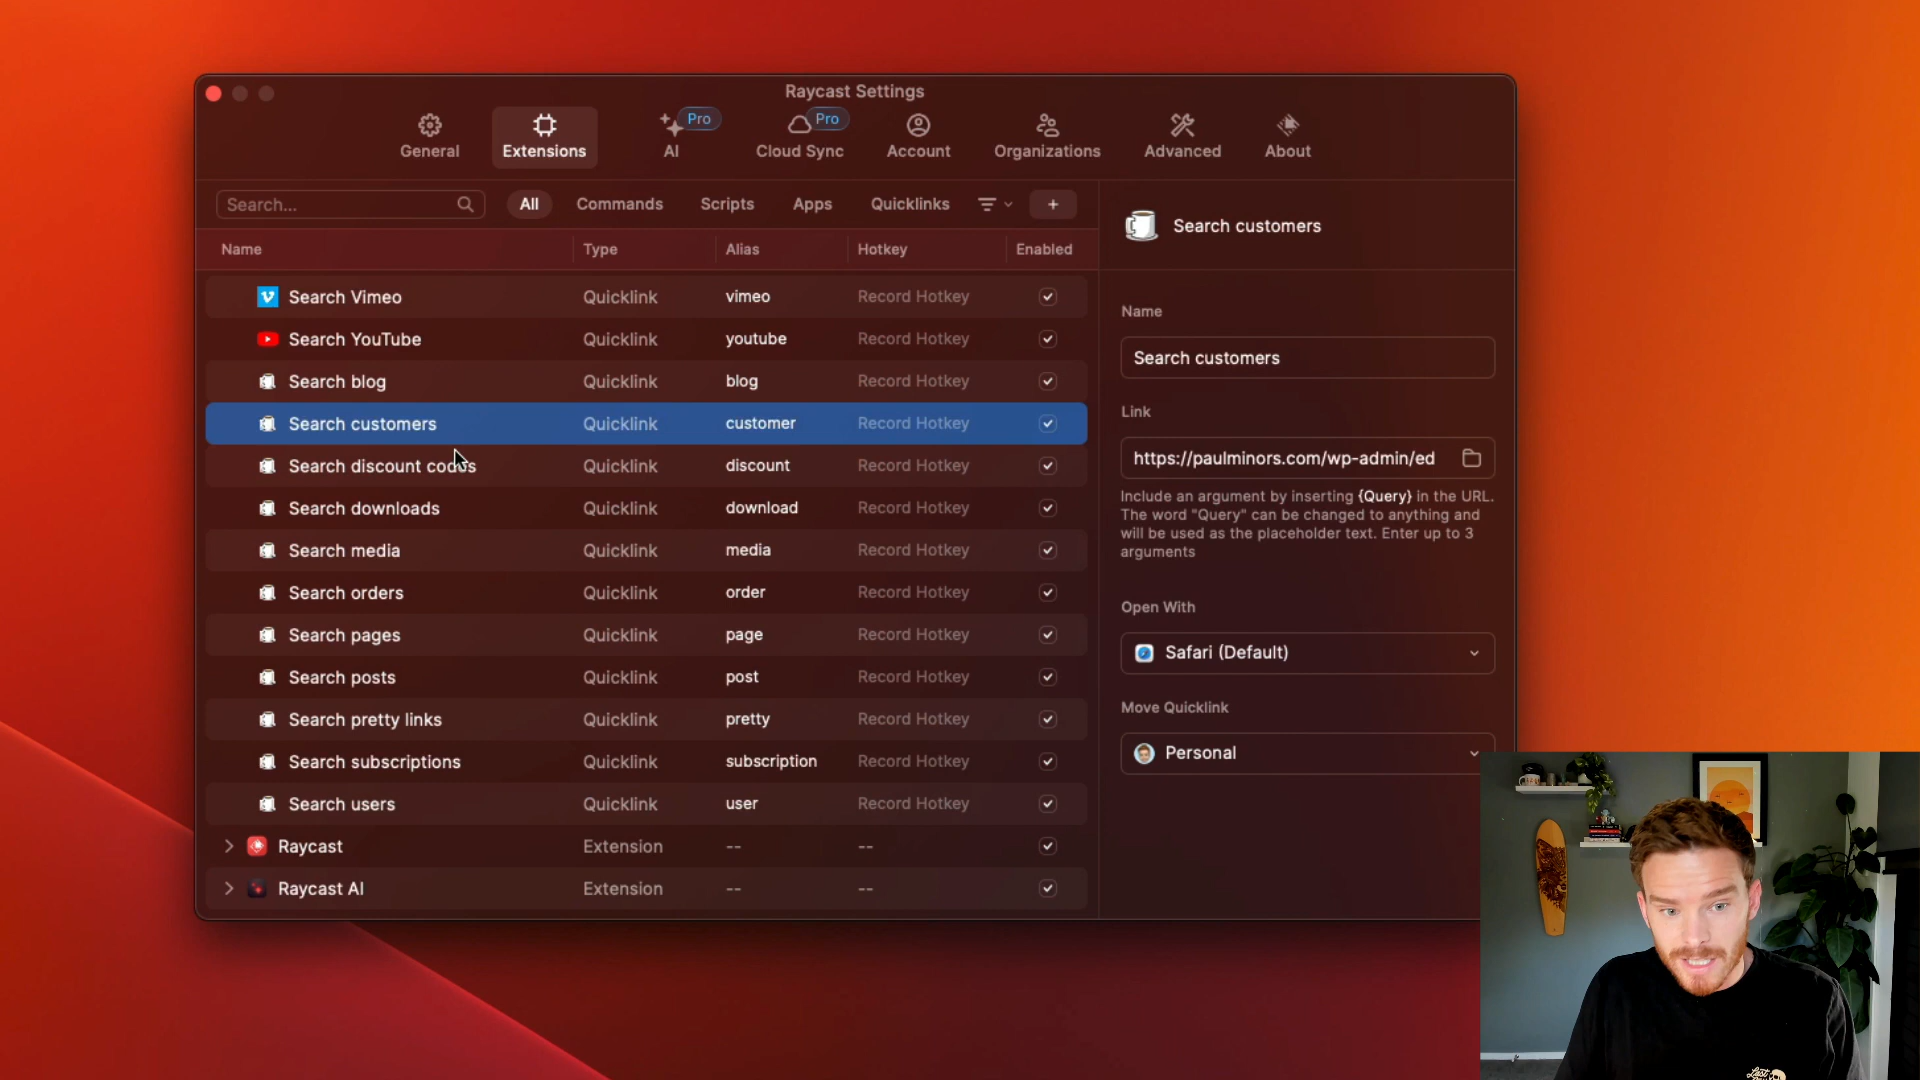 Raycast Settings
General
Extensions
Pro
AI
Pro
Cloud Sync
Account
Organizations
Advanced
About
Search...
All
Commands
Scripts
Apps
Quicklinks
+
Name Type Alias Hotkey Enabled
Search Vimeo Quicklink vimeo Record Hotkey
Search YouTube Quicklink youtube Record Hotkey
Search blog Quicklink blog Record Hotkey
Search customers Quicklink customer Record Hotkey
Search discount codes Quicklink discount Record Hotkey
Search downloads Quicklink download Record Hotkey
Search media Quicklink media Record Hotkey
Search orders Quicklink order Record Hotkey
Search pages Quicklink page Record Hotkey
Search posts Quicklink post Record Hotkey
Search pretty links Quicklink pretty Record Hotkey
Search subscriptions Quicklink subscription Record Hotkey
Search users Quicklink user Record Hotkey
Raycast Extension -- --
Raycast AI Extension -- --
Search customers
Name
Search customers
Link
https://paulminors.com/wp-admin/ed
Include an argument by inserting {Query} in the URL.
The word "Query" can be changed to anything and
will be used as the placeholder text. Enter up to 3
arguments
Open With
Safari (Default)
Move Quicklink
Personal